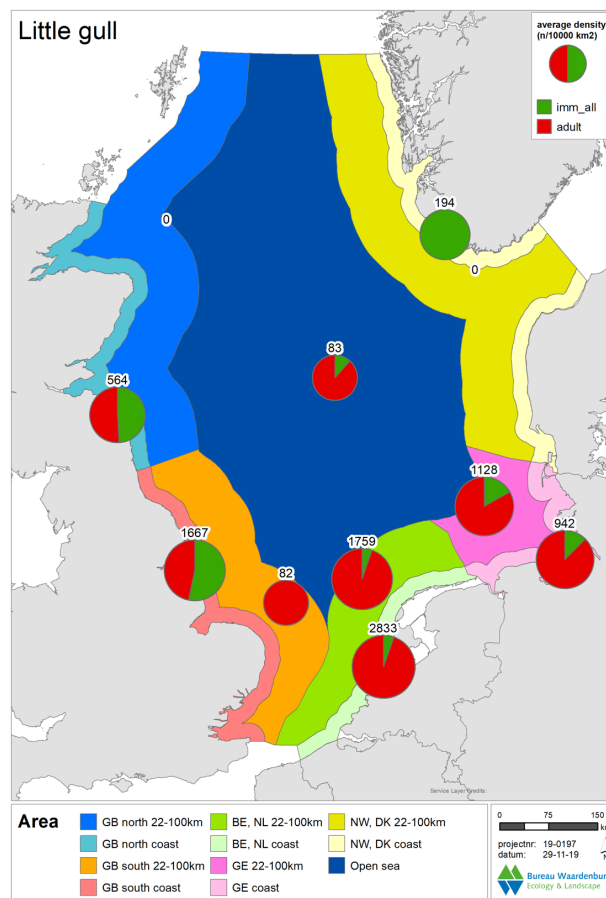 Little gull
average density
(n/10000 km2)
imm_all
adult
194
0
0
83
564
1128
942
1667
1759
82
2833
Service Layer Credits:
Area
GB north 22-100km
GB north coast
GB south 22-100km
GB south coast
BE, NL 22-100km
BE, NL coast
GE 22-100km
GE coast
NW, DK 22-100km
NW, DK coast
Open sea
0 75 150
projectnr: 19-0197
datum: 29-11-19
Bureau Waardenburg
Ecology & Landscape